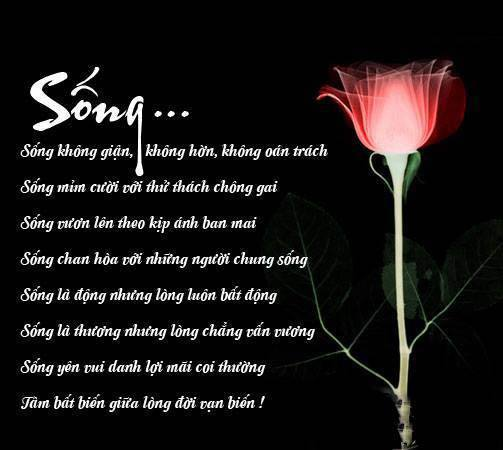 Sống...
Sống không giận, không hờn, không oán trách
Sống mỉm cười với thử thách chông gai
Sống vươn lên theo kịp ánh ban mai
Sống chan hòa với những người chung sống
Sống là động nhưng lòng luôn bất động
Sống là thương nhưng lòng chẳng vấn vương
Sống yên vui danh lợi mãi coi thường
Tâm bất biến giữa lòng đời vạn biến !